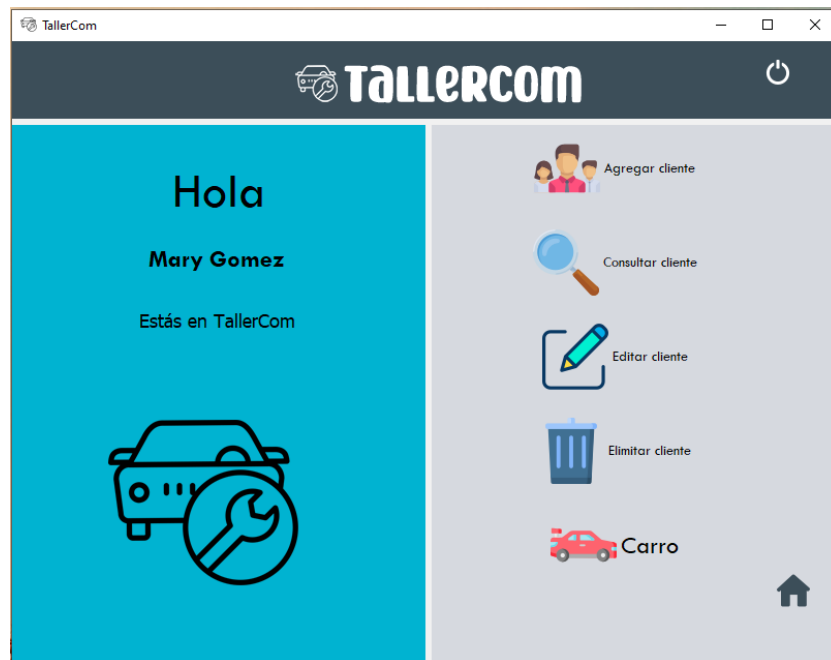 TallerCom
TALLERCOM
Hola
Mary Gomez
Estás en TallerCom
Agregar cliente
Consultar cliente
Editar cliente
Elimitar cliente
Carro